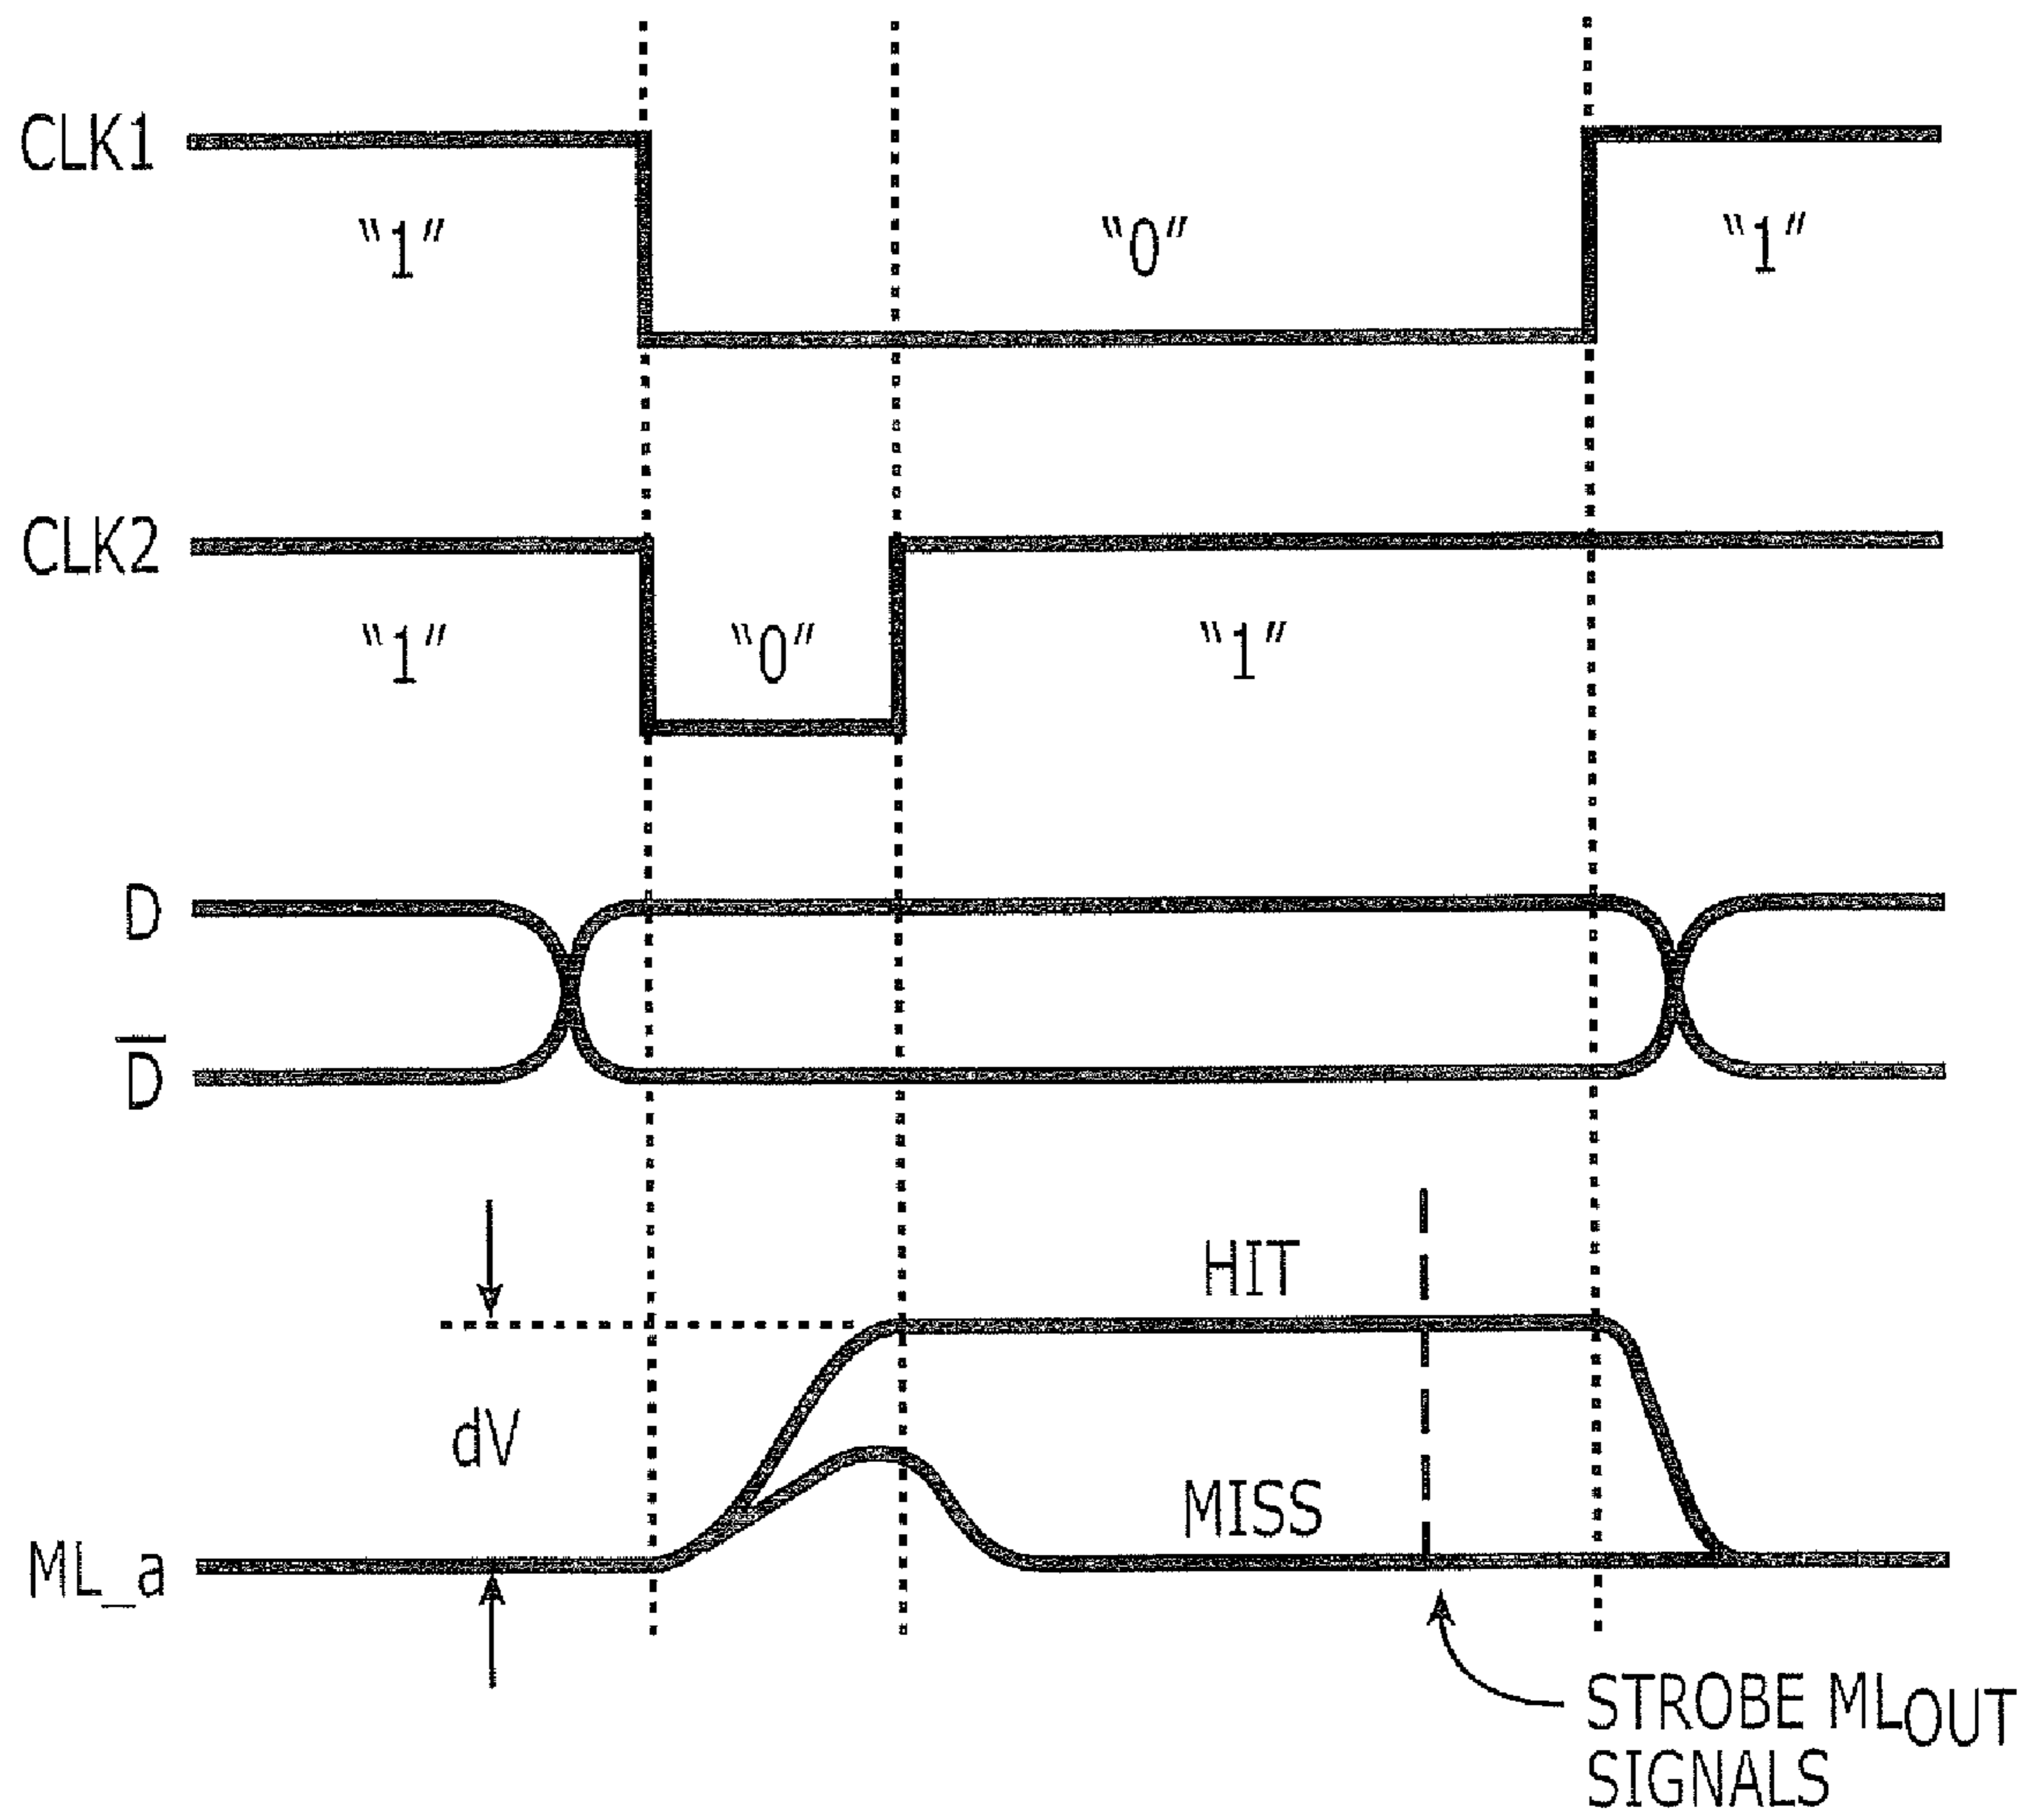 CLK1
“1”
“0”
“1”
CLK2
“1”
“0”
“1”
D
D̅
HIT
dV
MISS
ML_a
STROBE MLOUT
SIGNALS